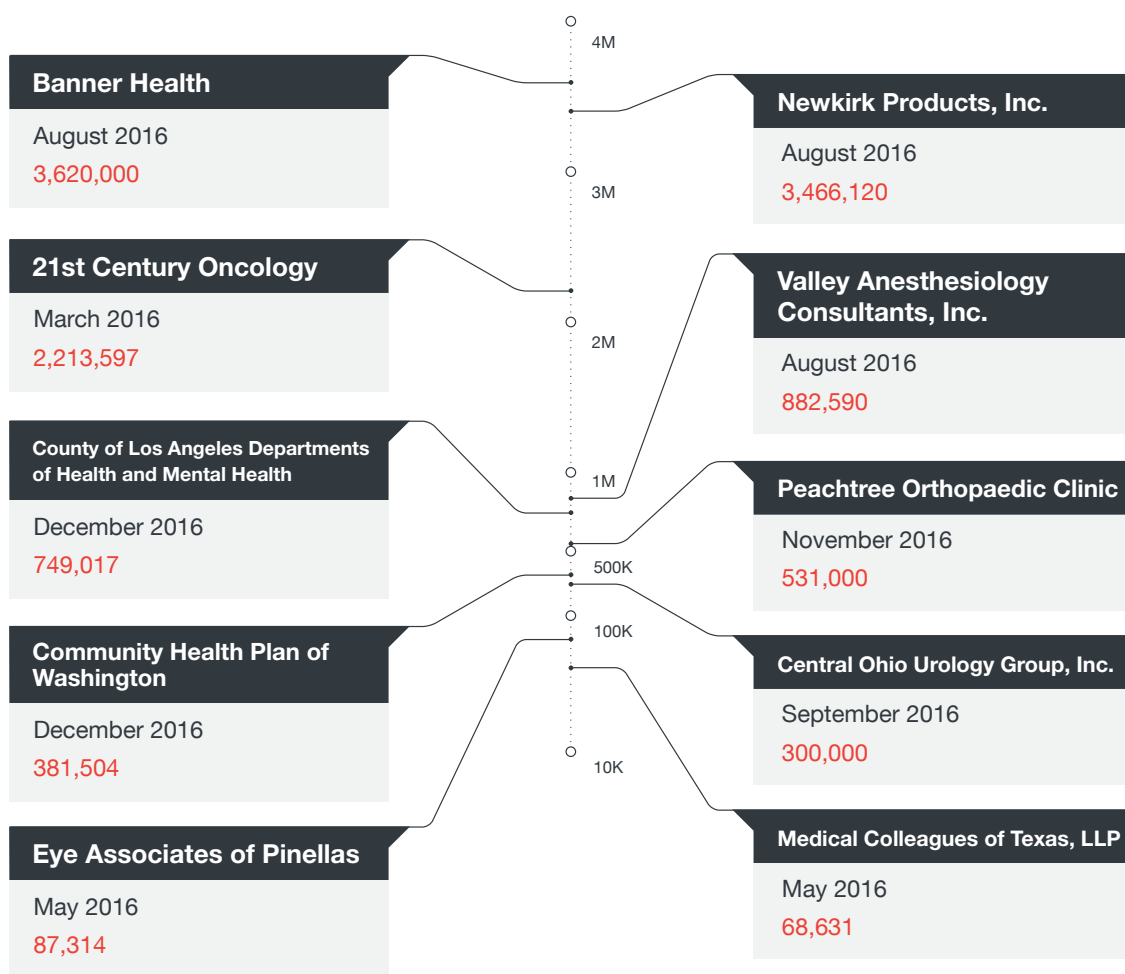 4M
Banner Health
August 2016
3,620,000
Newkirk Products, Inc.
August 2016
3,466,120
3M
21st Century Oncology
March 2016
2,213,597
Valley Anesthesiology
Consultants, Inc.
August 2016
882,590
2M
County of Los Angeles Departments
of Health and Mental Health
December 2016
749,017
1M
Peachtree Orthopaedic Clinic
November 2016
531,000
500K
Community Health Plan of
Washington
December 2016
381,504
100K
Central Ohio Urology Group, Inc.
September 2016
300,000
10K
Eye Associates of Pinellas
May 2016
87,314
Medical Colleagues of Texas, LLP
May 2016
68,631